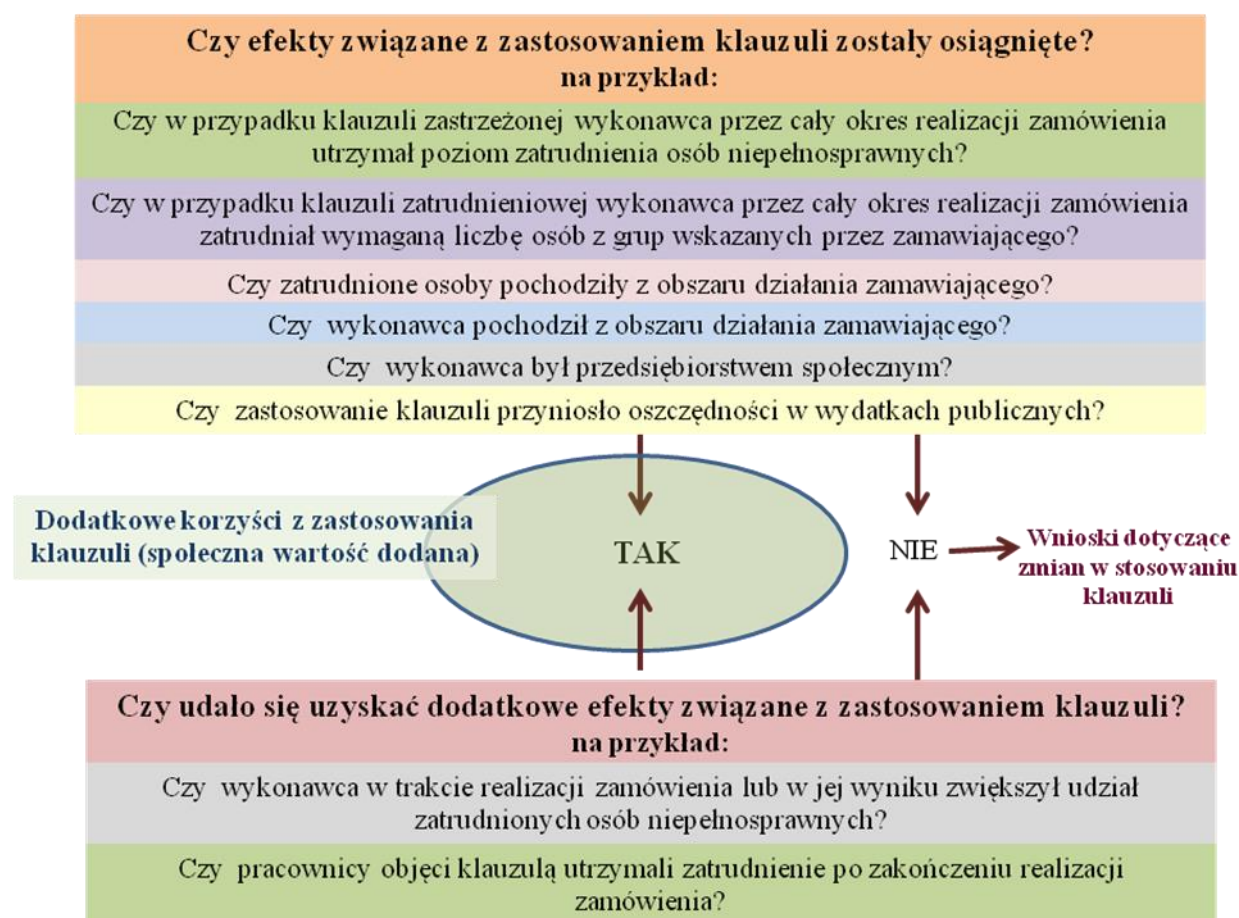 Czy efekty związane z zastosowaniem klauzuli zostały osiągnięte?
na przykład:
Czy w przypadku klauzuli zastrzeżonej wykonawca przez cały okres realizacji zamówienia
utrzymał poziom zatrudnienia osób niepełnosprawnych?
Czy w przypadku klauzuli zatrudnieniowej wykonawca przez cały okres realizacji zamówienia
zatrudniał wymaganą liczbę osób z grup wskazanych przez zamawiającego?
Czy zatrudnione osoby pochodziły z obszaru działania zamawiającego?
Czy wykonawca pochodził z obszaru działania zamawiającego?
Czy wykonawca był przedsiębiorstwem społecznym?
Czy zastosowanie klauzuli przyniosło oszczędności w wydatkach publicznych?
Dodatkowe korzyści z zastosowania
klauzuli (społeczna wartość dodana)
TAK
NIE
Wnioski dotyczące
zmian w stosowaniu
klauzuli
Czy udało się uzyskać dodatkowe efekty związane z zastosowaniem klauzuli?
na przykład:
Czy wykonawca w trakcie realizacji zamówienia lub w jej wyniku zwiększył udział
zatrudnionych osób niepełnosprawnych?
Czy pracownicy objęci klauzulą utrzymali zatrudnienie po zakończeniu realizacji
zamówienia?